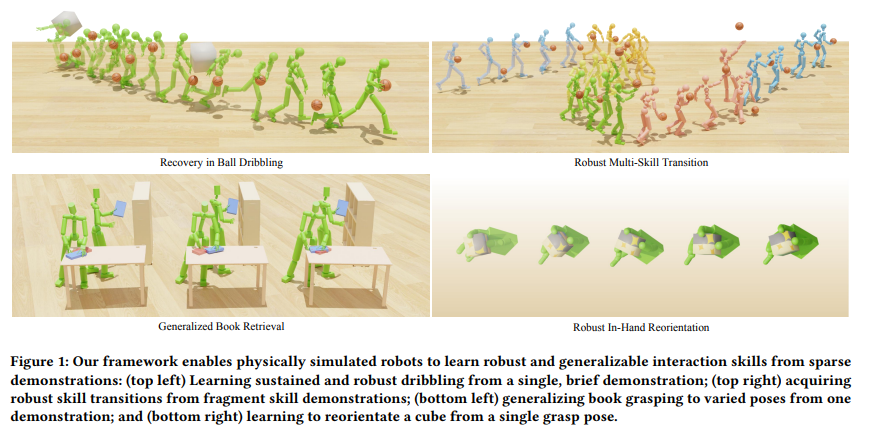 Recovery in Ball Dribbling
Robust Multi-Skill Transition
Generalized Book Retrieval
Robust In-Hand Reorientation
Figure 1: Our framework enables physically simulated robots to learn robust and generalizable interaction skills from sparse
demonstrations: (top left) Learning sustained and robust dribbling from a single, brief demonstration; (top right) acquiring
robust skill transitions from fragment skill demonstrations; (bottom left) generalizing book grasping to varied poses from one
demonstration; and (bottom right) learning to reorientate a cube from a single grasp pose.